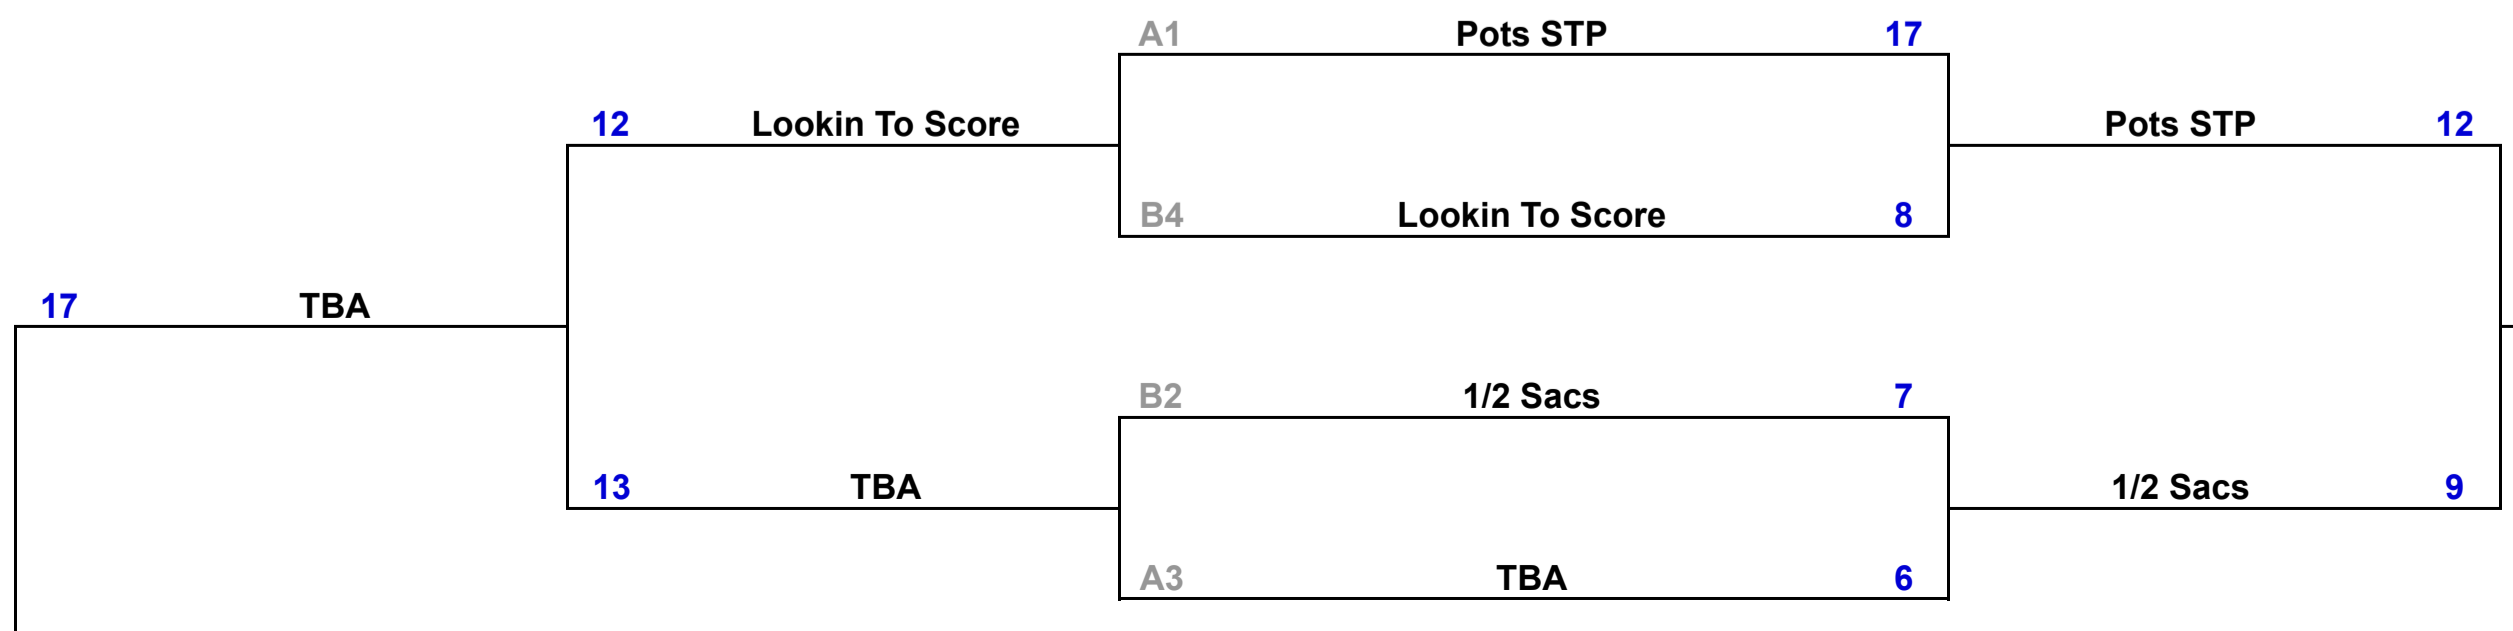 A1 Pots STP 17
12 Lookin To Score Pots STP 12
B4 Lookin To Score 8
17 TBA
B2 1/2 Sacs 7
13 TBA 1/2 Sacs 9
A3 TBA 6